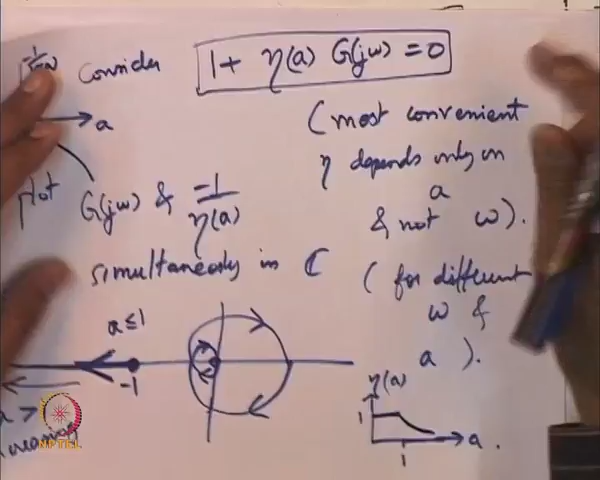 Consider 1 + η(a) G(jω) = 0
a
(most convenient
η depends only on
a
& not ω).
plot G(jω) & -1/η(a)
simultaneously in ℂ
(for different
ω &
a ).
a ≤ 1
-1
a >
η(a)
1
a .
1
NPTEL